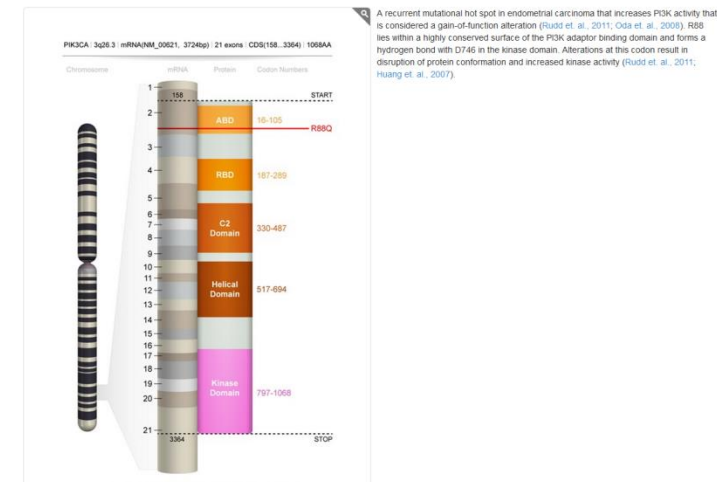 PIK3CA : 3q26.3 | mRNA(NM_00621, 3724bp) | 21 exons | CDS(158...3364) | 1068AA
Chromosome mRNA Protein Codon Numbers
1
158 START
2
ABD 16-105
R88Q
3
4
RBD 187-289
5
6
7
C2
Domain 330-487
8
9
10
11
Helical
Domain 517-694
12
13
14
15
16
17
18
19
Kinase
Domain 797-1068
20
21
3364 STOP
A recurrent mutational hot spot in endometrial carcinoma that increases PI3K activity that
is considered a gain-of-function alteration (Rudd et. al., 2011; Oda et. al., 2008). R88
lies within a highly conserved surface of the PI3K adaptor binding domain and forms a
hydrogen bond with D746 in the kinase domain. Alterations at this codon result in
disruption of protein conformation and increased kinase activity (Rudd et. al., 2011;
Huang et. al., 2007).